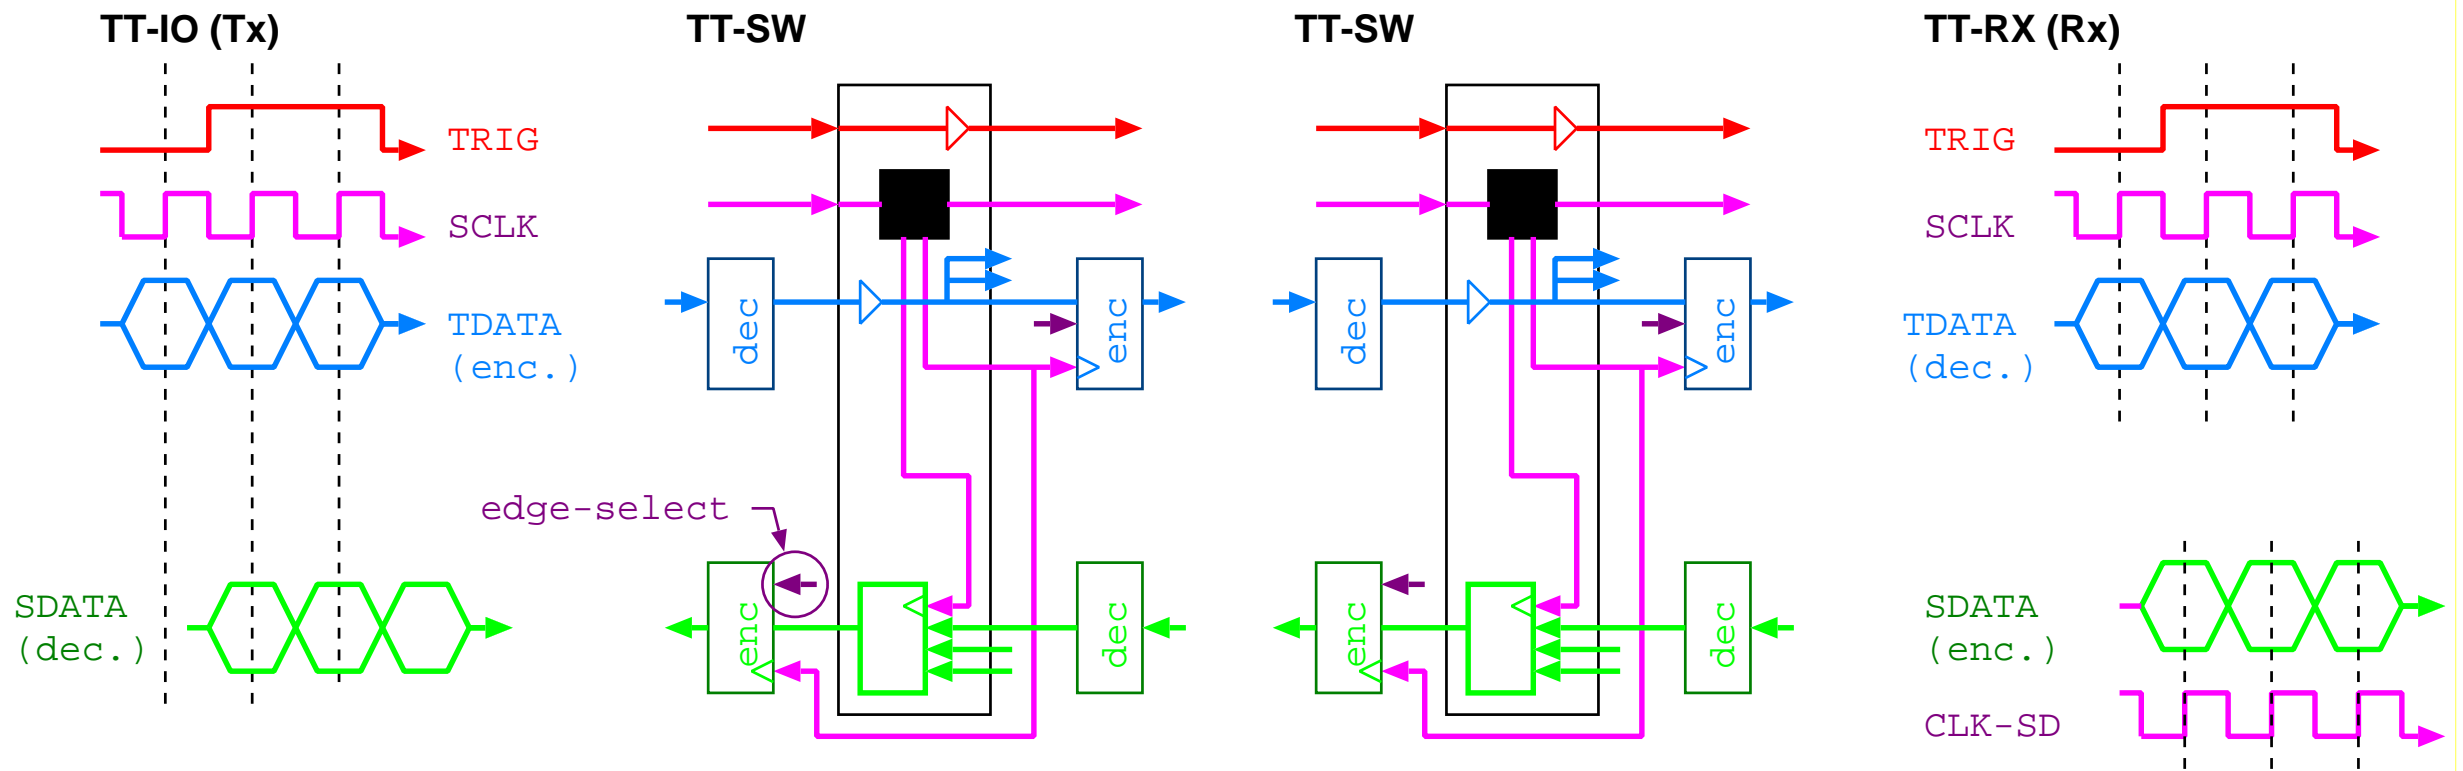 TT-IO (Tx)
TT-SW
TT-SW
TT-RX (Rx)
TRIG
SCLK
TDATA
(enc.)
SDATA
(dec.)
dec
enc
edge-select
enc
dec
dec
enc
enc
dec
TRIG
SCLK
TDATA
(dec.)
SDATA
(enc.)
CLK-SD